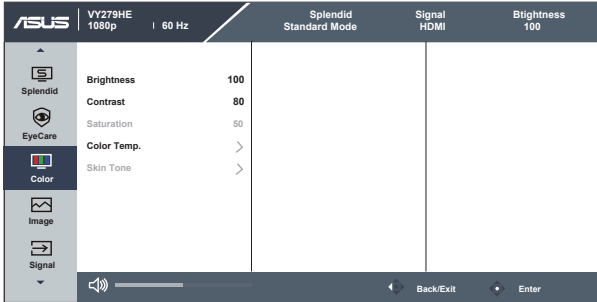 ASUS
VY279HE
1080p | 60 Hz
Splendid
Standard Mode
Signal
HDMI
Btightness
100
Splendid
EyeCare
Color
Image
Signal
Brightness 100
Contrast 80
Saturation 50
Color Temp.
Skin Tone
Back/Exit
Enter